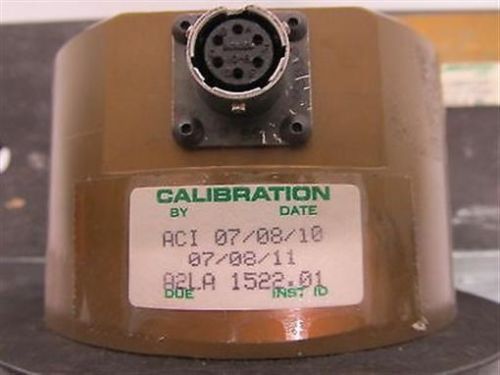 CALIBRATION
BY DATE
ACI 07/08/10
07/08/11
A2LA 1522.01
DUE INST ID